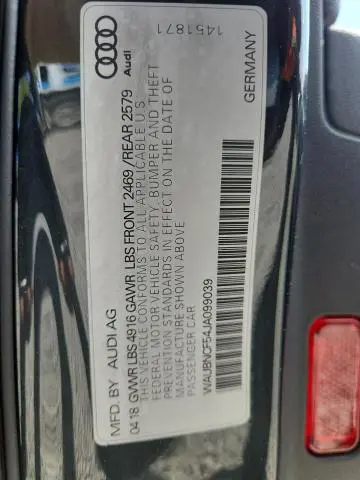 Audi
1451871
MFD. BY AUDI AG
04.18 GVWR LBS 4916 GAWR LBS FRONT 2469 /REAR 2579
THIS VEHICLE CONFORMS TO ALL APPLICABLE U.S.
FEDERAL MOTOR VEHICLE SAFETY, BUMPER AND THEFT
PREVENTION STANDARDS IN EFFECT ON THE DATE OF
MANUFACTURE SHOWN ABOVE
PASSENGER CAR
WAUBNCF54JA099039
GERMANY